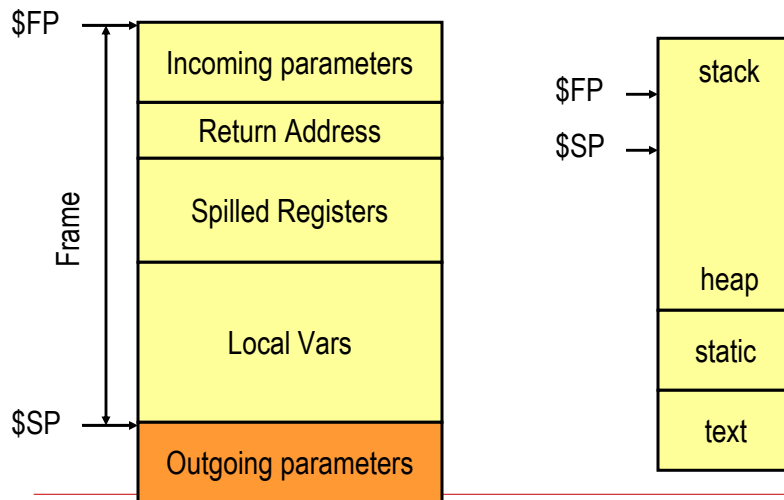 $FP
Incoming parameters
Return Address
Spilled Registers
Frame
Local Vars
$SP
Outgoing parameters
stack
$FP
$SP
heap
static
text